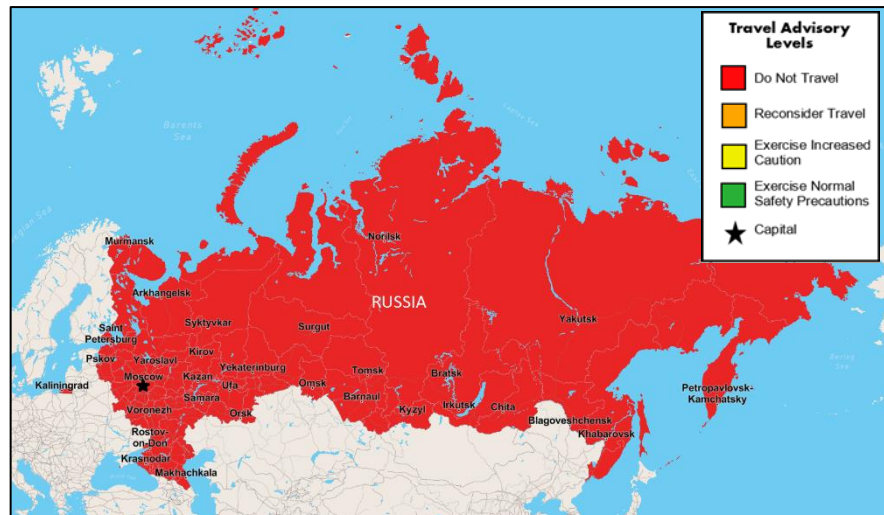 Travel Advisory
Levels
Do Not Travel
Reconsider Travel
Exercise Increased
Caution
Exercise Normal
Safety Precautions
Capital
Barents
Sea
Murmansk
Norilsk
Arkhangelsk
RUSSIA
Yakutsk
Syktyvkar
Surgut
Saint
Petersburg
Pskov
Yaroslavl
Kirov
Yekaterinburg
Kaliningrad
Moscow
Kazan
Ufa
Omsk
Tomsk
Bratsk
Petropavlovsk-
Kamchatsky
Samara
Barnaul
Voronezh
Orsk
Kyzyl
Irkutsk
Chita
Blagoveshchensk
Khabarovsk
Rostov-
on-Don
Krasnodar
Makhachkala